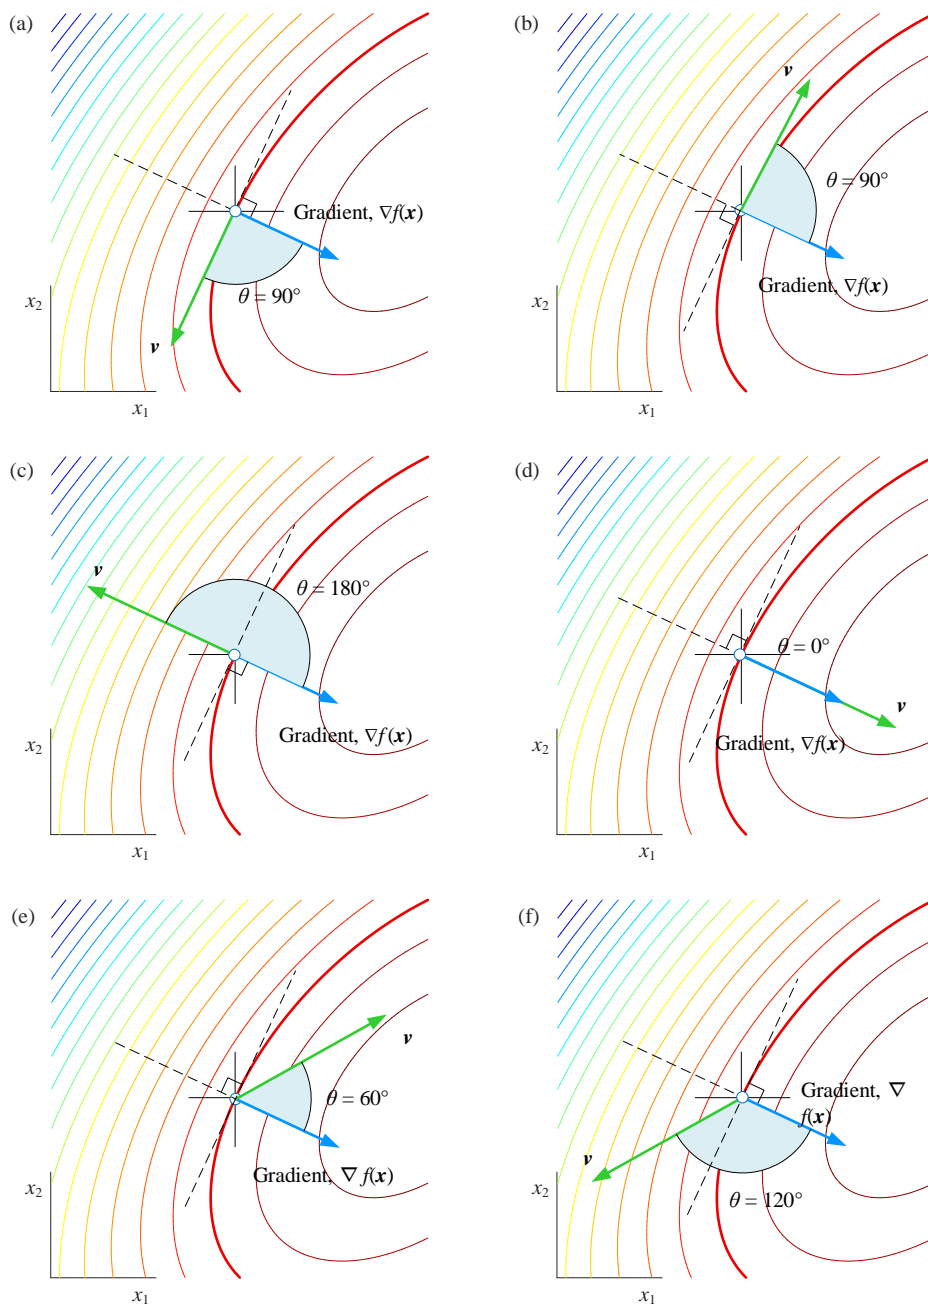 (a)
Gradient, ∇f(x)
θ = 90°
v
x₂
x₁
(b)
v
θ = 90°
Gradient, ∇f(x)
x₂
x₁
(c)
v
θ = 180°
Gradient, ∇f(x)
x₂
x₁
(d)
θ = 0°
v
Gradient, ∇f(x)
x₂
x₁
(e)
v
θ = 60°
Gradient, ∇ f(x)
x₂
x₁
(f)
Gradient, ∇
f(x)
v
θ = 120°
x₂
x₁